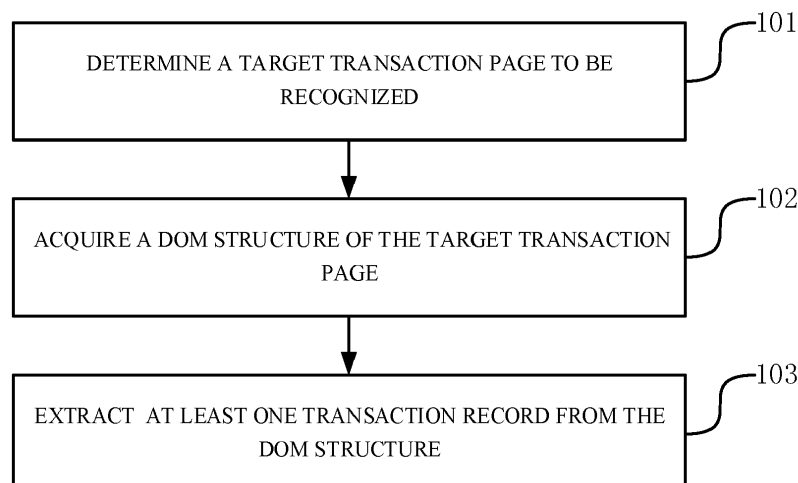 101
DETERMINE A TARGET TRANSACTION PAGE TO BE
RECOGNIZED
102
ACQUIRE A DOM STRUCTURE OF THE TARGET TRANSACTION
PAGE
103
EXTRACT AT LEAST ONE TRANSACTION RECORD FROM THE
DOM STRUCTURE